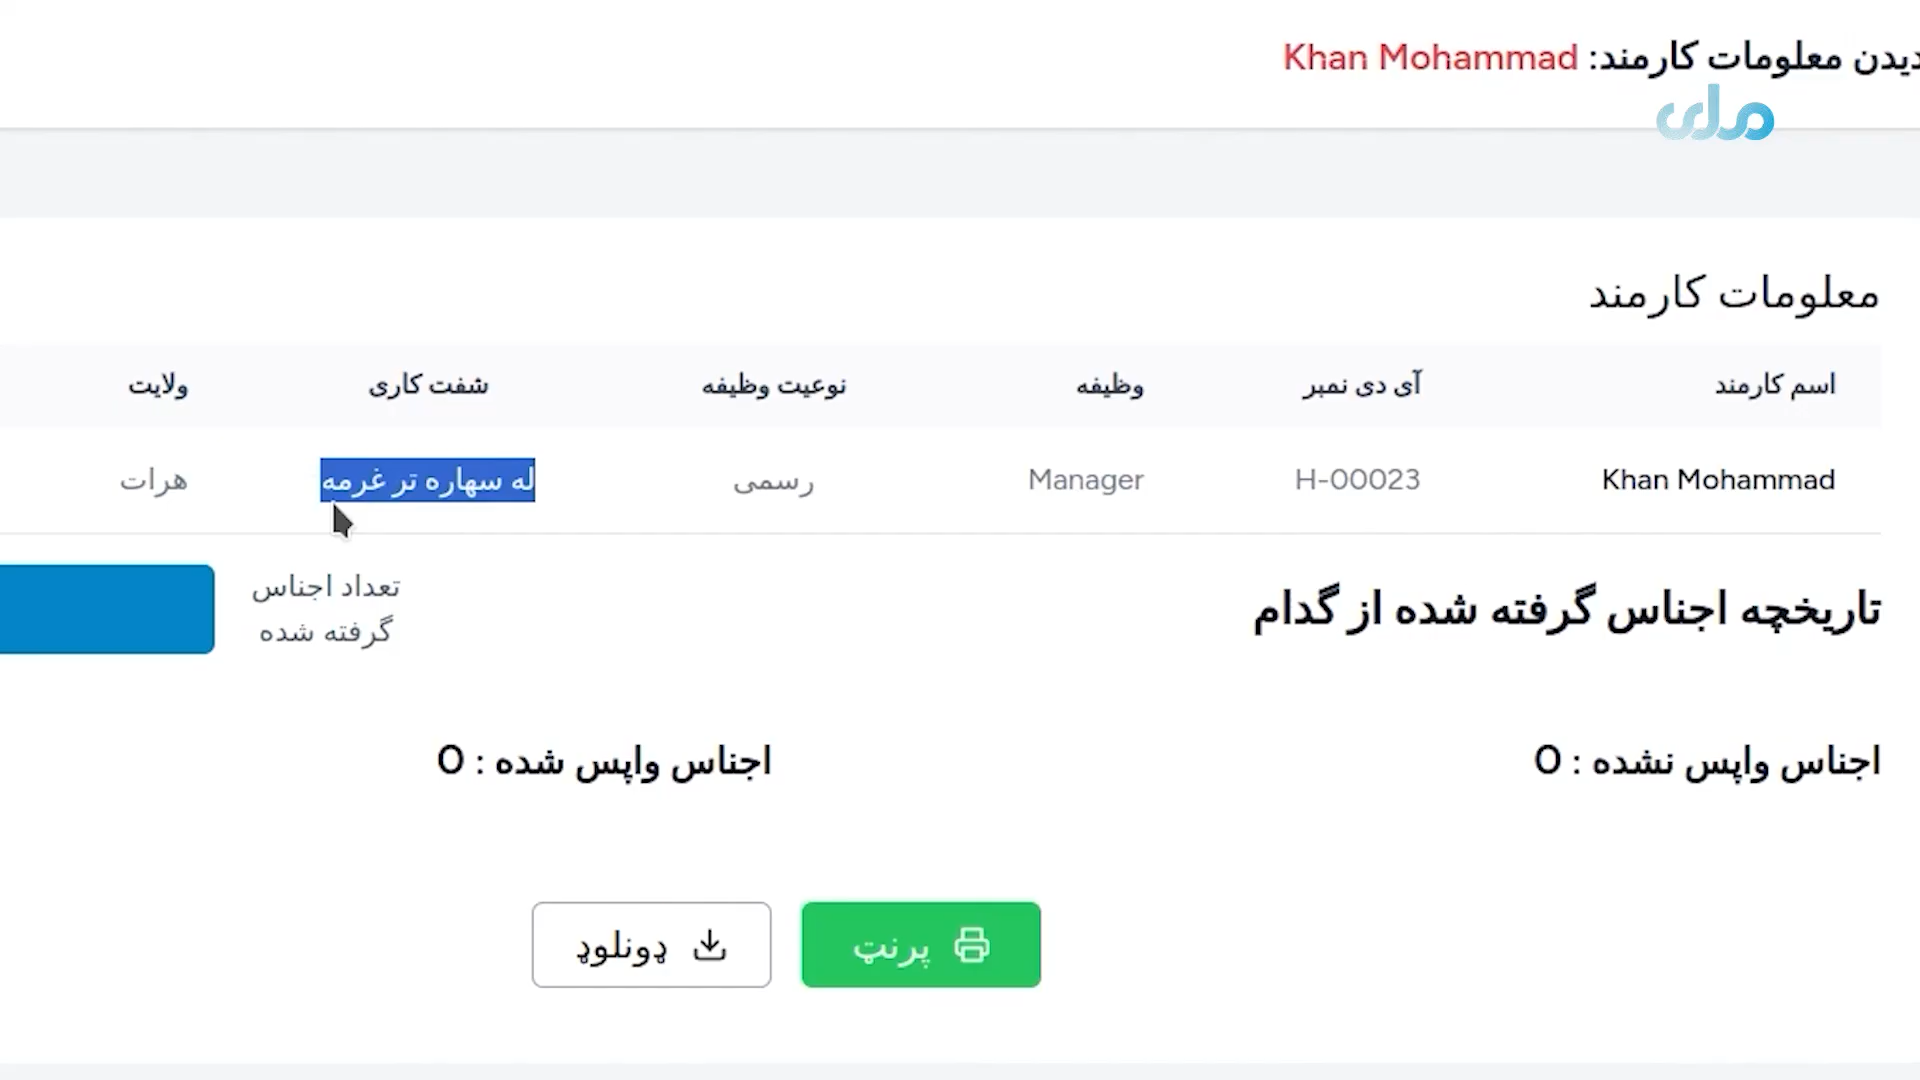 دیدن معلومات کارمند: Khan Mohammad
ملی
معلومات کارمند
اسم کارمند آی دی نمبر وظیفه نوعیت وظیفه شفت کاری ولایت
Khan Mohammad H-00023 Manager رسمی له سهاره تر غرمه هرات
تاریخچه اجناس گرفته شده از گدام
تعداد اجناس
گرفته شده
اجناس واپس نشده : 0 اجناس واپس شده : 0
پرنټ ډونلوډ